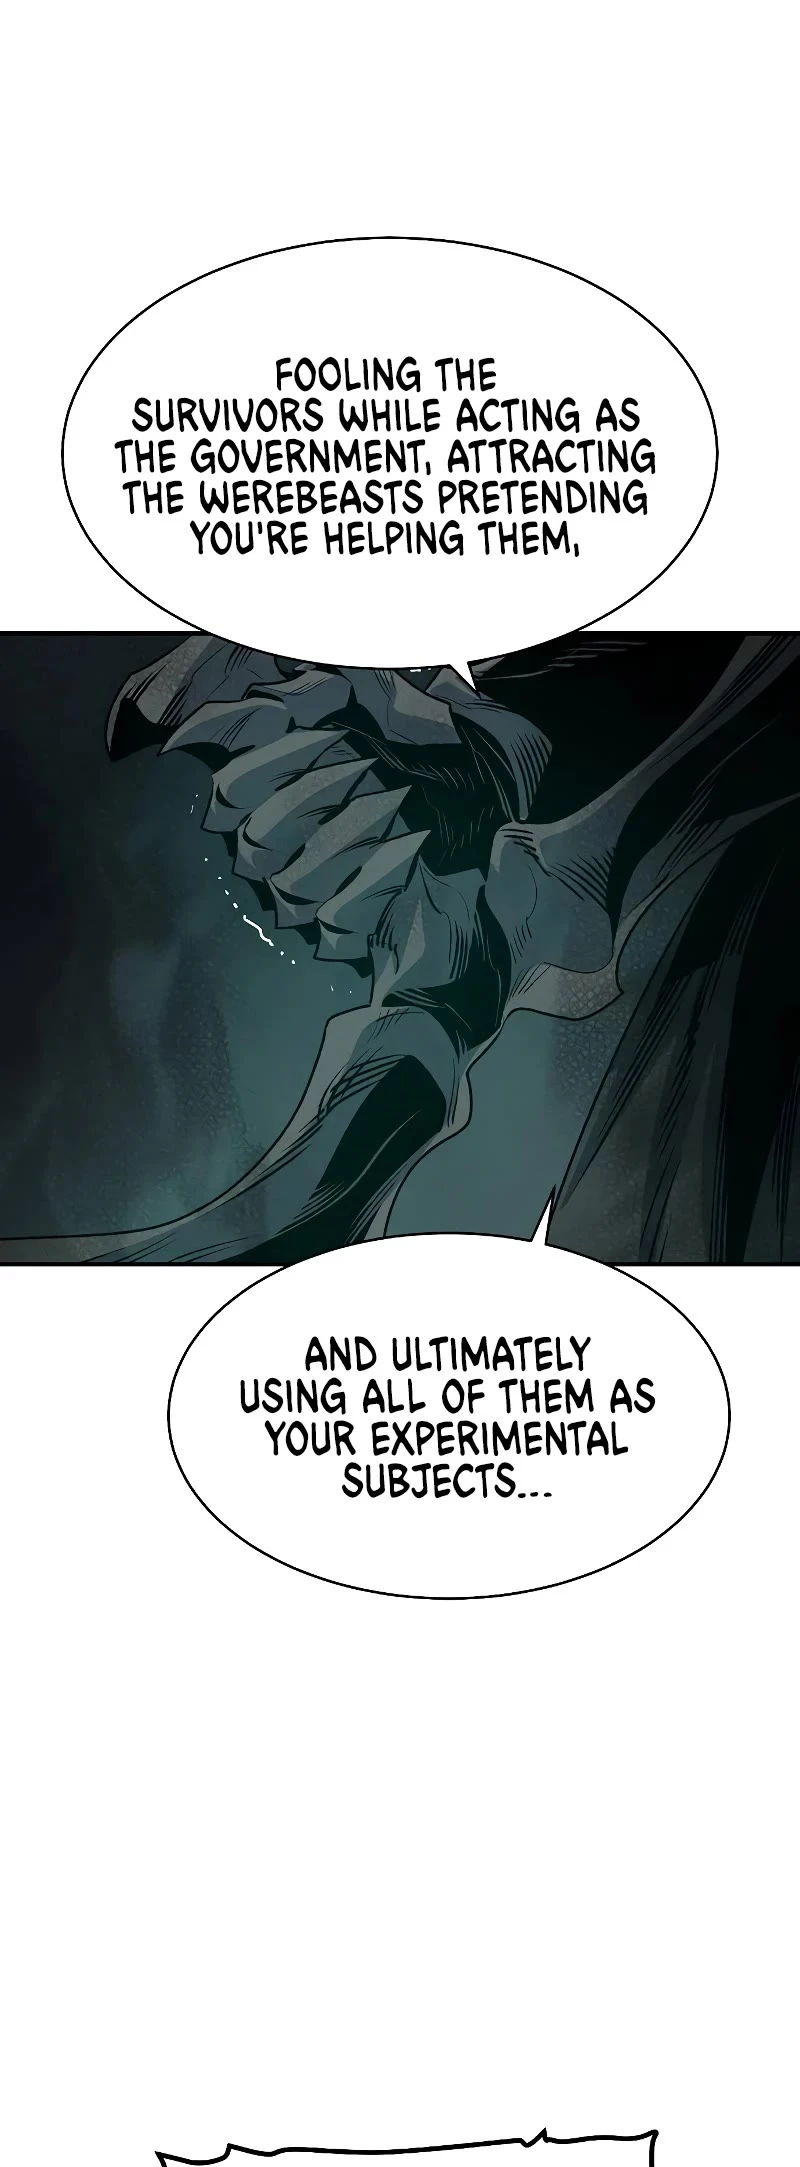 FOOLING THE
SURVIVORS WHILE ACTING AS
THE GOVERNMENT, ATTRACTING
THE WEREBEASTS PRETENDING
YOU'RE HELPING THEM,
AND ULTIMATELY
USING ALL OF THEM AS
YOUR EXPERIMENTAL
SUBJECTS...